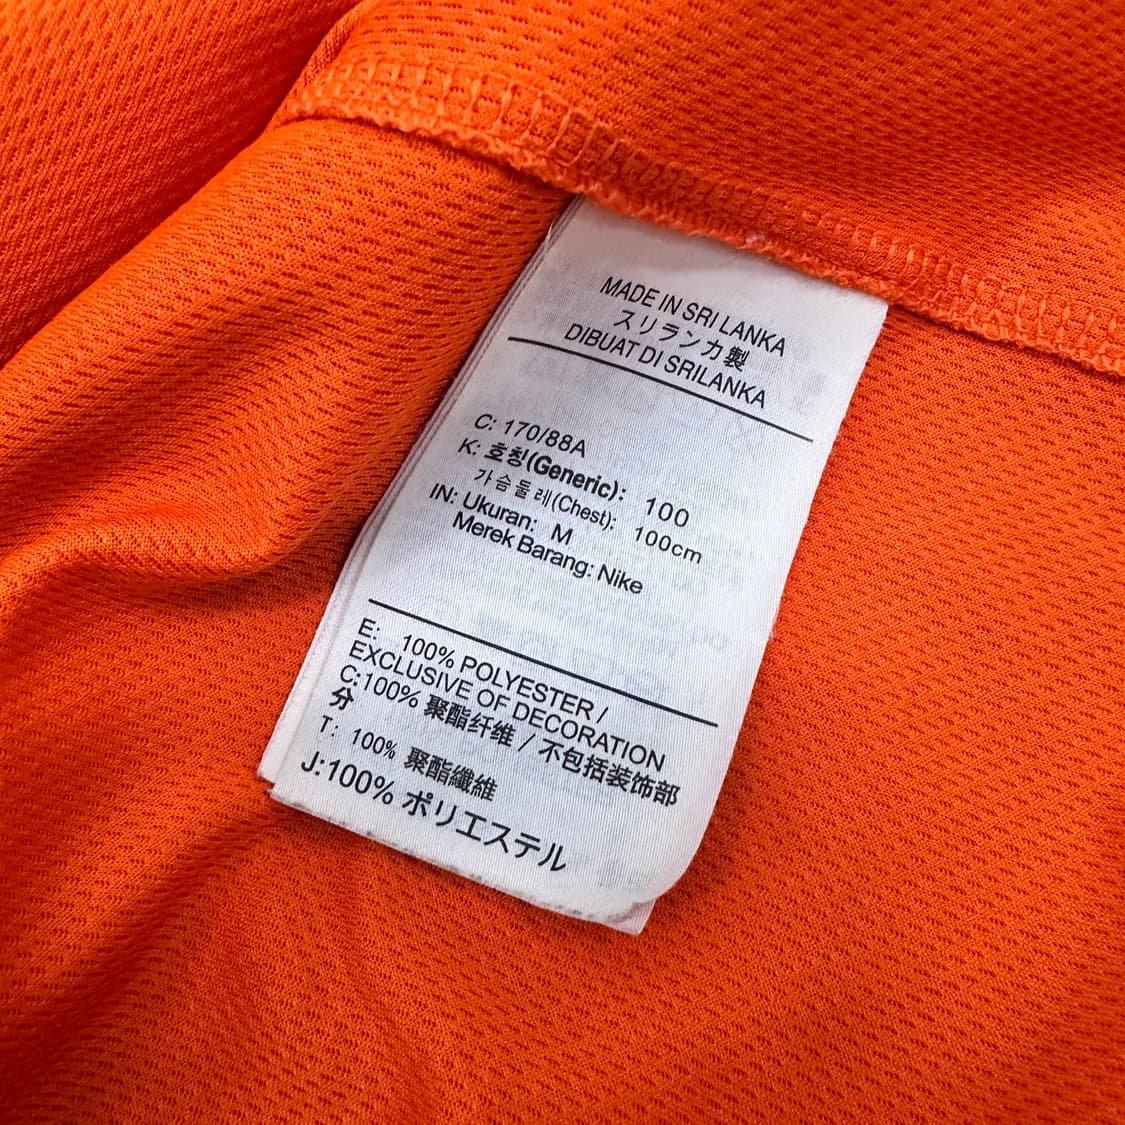 MADE IN SRI LANKA
スリランカ製
DIBUAT DI SRILANKA
C: 170/88A
K: 호칭(Generic): 100
가슴둘레(Chest): 100cm
IN: Ukuran: M
Merek Barang: Nike
E: 100% POLYESTER /
EXCLUSIVE OF DECORATION
C:100% 聚酯纤维 / 不包括装饰部
分
T: 100% 聚酯纖維
J:100% ポリエステル